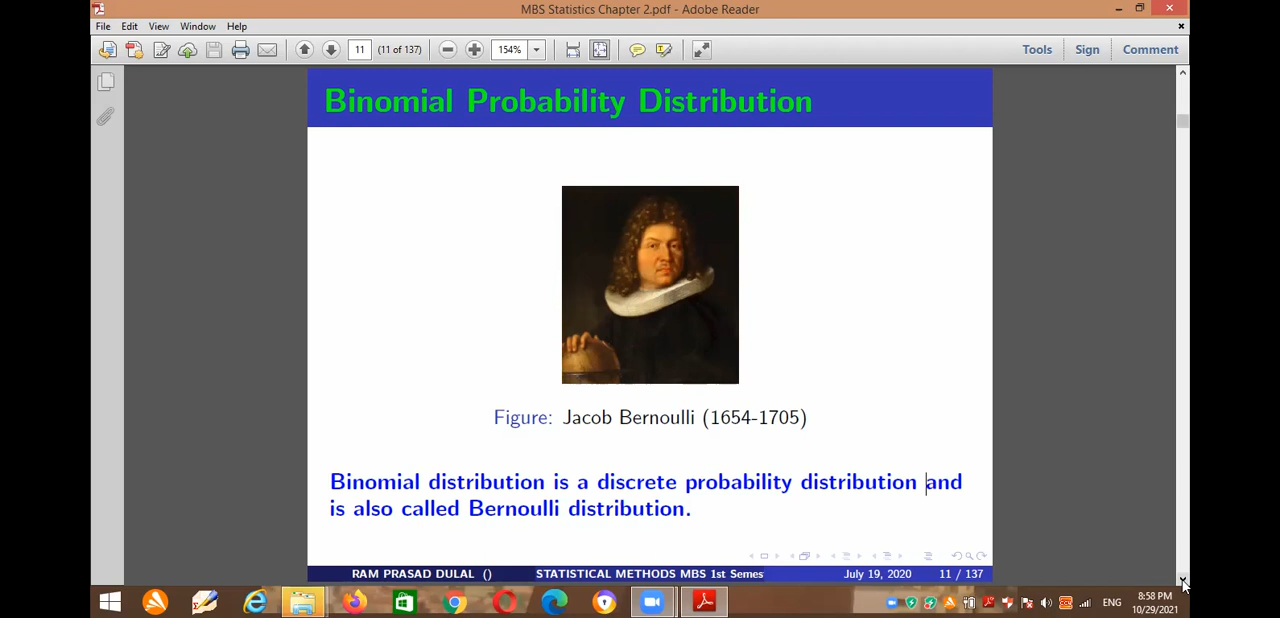 MBS Statistics Chapter 2.pdf - Adobe Reader
File Edit View Window Help
11 (11 of 137) 154% Tools Sign Comment
Binomial Probability Distribution
Figure: Jacob Bernoulli (1654-1705)
Binomial distribution is a discrete probability distribution and
is also called Bernoulli distribution.
RAM PRASAD DULAL () STATISTICAL METHODS MBS 1st Semes July 19, 2020 11 / 137
ENG 8:58 PM
10/29/2021